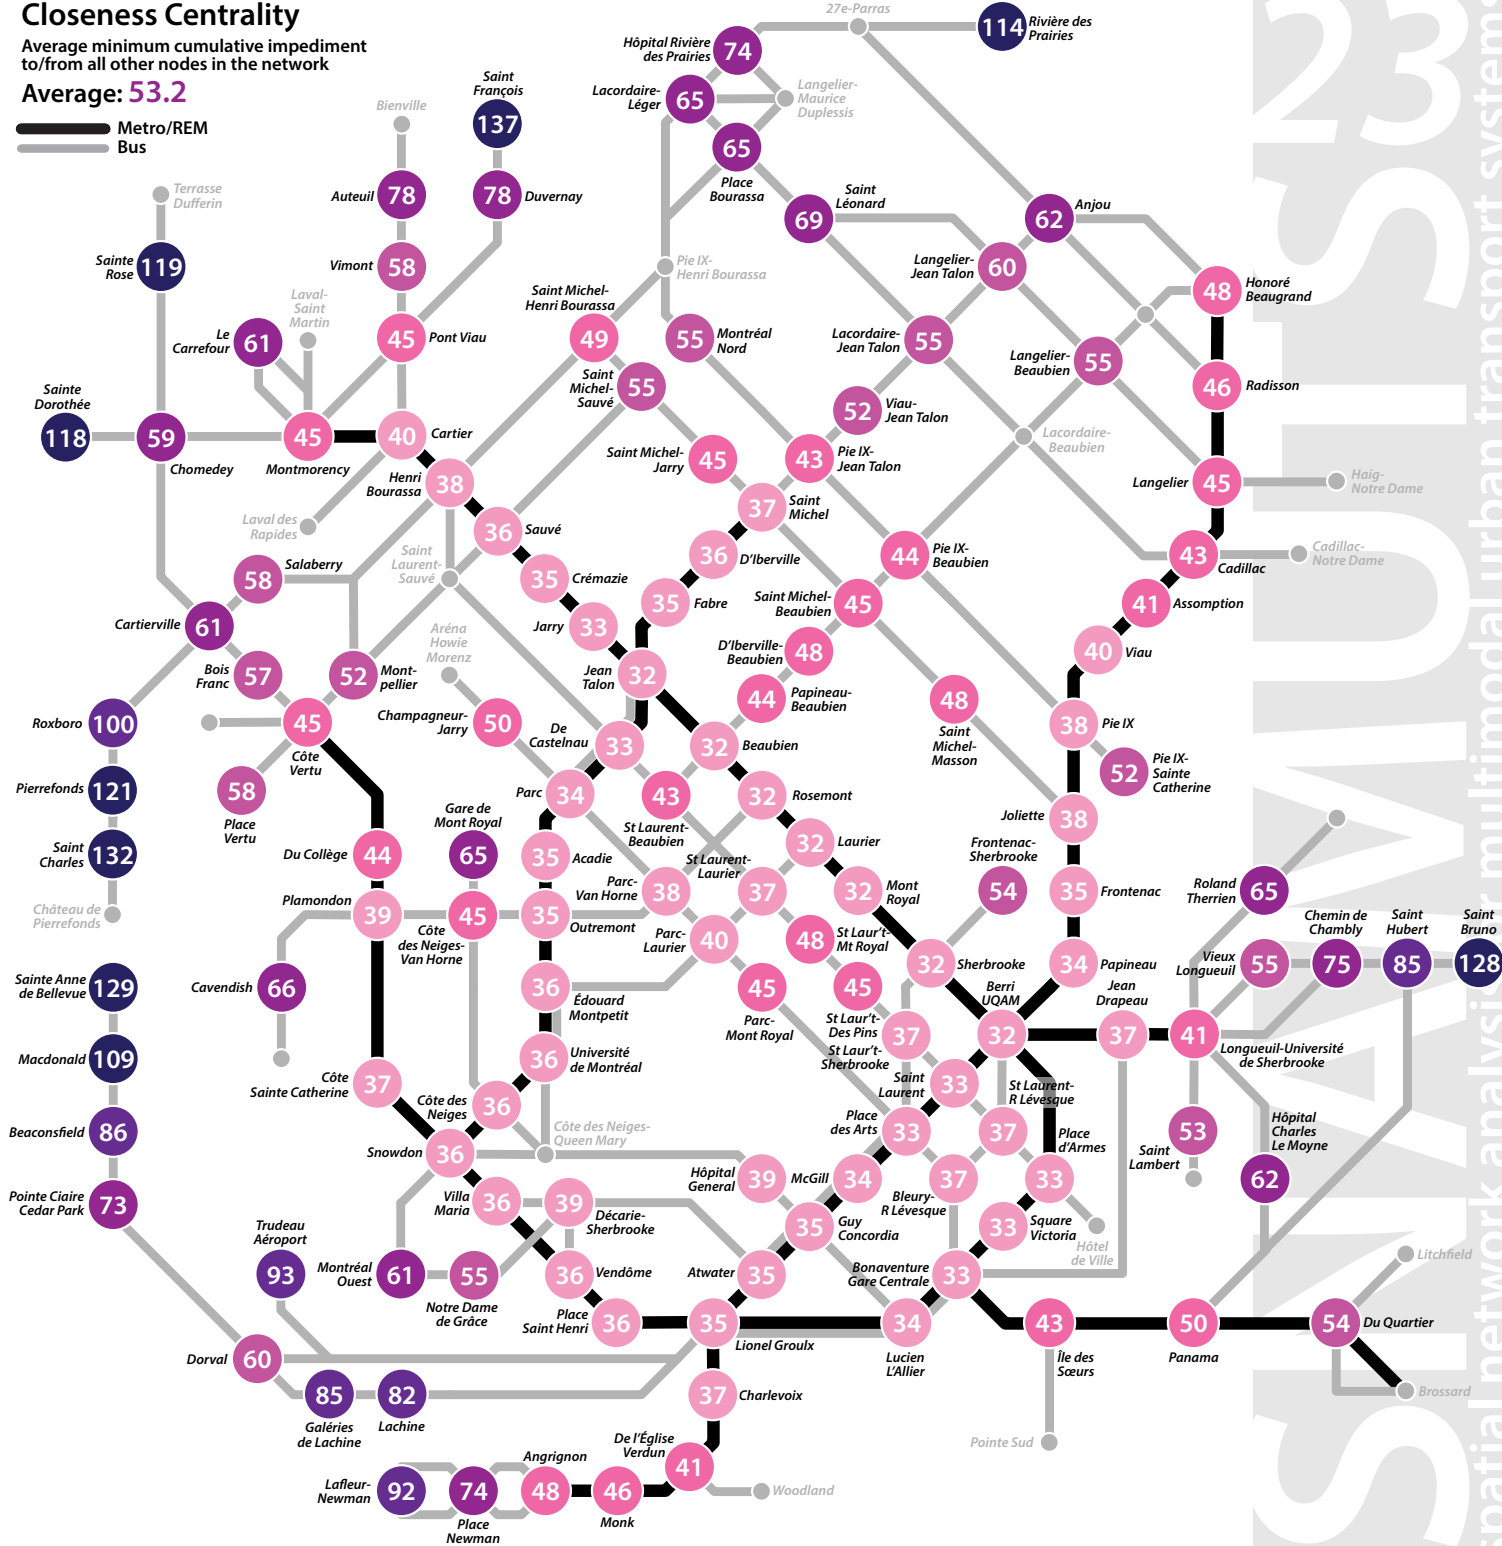 Closeness Centrality
Average minimum cumulative impediment
to/from all other nodes in the network
Average: 53.2
Metro/REM
Bus
23
SNAMUTS
spatial network analysis for multimodal urban transport systems
27e-Parras
114
Rivière des
Prairies
Hôpital Rivière
des Prairies
74
Lacordaire-
Léger
65
Langelier-
Maurice
Duplessis
65
Place
Bourassa
Saint
François
137
Bienville
Auteuil
78
78
Duvernay
Terrasse
Dufferin
Sainte
Rose
119
Vimont
58
Laval-
Saint
Martin
Le
Carrefour
61
45
Pont Viau
Saint Michel-
Henri Bourassa
49
Pie IX-
Henri Bourassa
55
Montréal
Nord
Saint
Léonard
69
62
Anjou
Langelier-
Jean Talon
60
48
Honoré
Beaugrand
Lacordaire-
Jean Talon
55
Langelier-
Beaubien
55
46
Radisson
Saint
Michel-
Sauvé
55
52
Viau-
Jean Talon
Sainte
Dorothée
118
59
Chomedey
45
Montmorency
40
Cartier
Saint Michel-
Jarry
45
43
Pie IX-
Jean Talon
Lacordaire-
Beaubien
Henri
Bourassa
38
Langelier
45
Haig-
Notre Dame
37
Saint
Michel
Laval des
Rapides
36
Sauvé
Saint
Laurent-
Sauvé
36
D’Iberville
44
Pie IX-
Beaubien
43
Cadillac
Cadillac-
Notre Dame
58
Salaberry
35
Crémazie
35
Fabre
Saint Michel-
Beaubien
45
41
Assomption
Cartierville
61
Jarry
33
Aréna
Howie
Morenz
D’Iberville-
Beaubien
48
40
Viau
Bois
Franc
57
52
Mont-
pellier
Jean
Talon
32
44
Papineau-
Beaubien
48
Saint
Michel-
Masson
Roxboro
100
45
Côte
Vertu
Champagneur-
Jarry
50
De
Castelnau
33
32
Beaubien
38
Pie IX
52
Pie IX-
Sainte
Catherine
Pierrefonds
121
58
Place
Vertu
Parc
34
43
St Laurent-
Beaubien
32
Rosemont
Joliette
38
Saint
Charles
132
Du Collège
44
Gare de
Mont Royal
65
35
Acadie
32
Laurier
Frontenac-
Sherbrooke
54
Château de
Pierrefonds
Plamondon
39
45
Côte
des Neiges-
Van Horne
35
Outremont
Parc-
Van Horne
38
St Laurent-
Laurier
37
32
Mont
Royal
35
Frontenac
Roland
Therrien
65
Parc-
Laurier
40
48
St Laur’t-
Mt Royal
Chemin de
Chambly
Saint
Hubert
Saint
Bruno
Vieux
Longueuil
55
75
85
128
32
Sherbrooke
34
Papineau
Sainte Anne
de Bellevue
129
Cavendish
66
36
Édouard
Montpetit
45
Parc-
Mont Royal
45
St Laur’t-
Des Pins
Berri
UQAM
32
Jean
Drapeau
37
41
Longueuil-Université
de Sherbrooke
Macdonald
109
36
Université
de Montréal
St Laur’t-
Sherbrooke
37
Côte
Sainte Catherine
37
Saint
Laurent
33
St Laurent-
R Lévesque
37
Côte des
Neiges
36
Côte des Neiges-
Queen Mary
Beaconsfield
86
Place
des Arts
33
Place
d’Armes
33
53
Saint
Lambert
Hôpital
Charles
Le Moyne
62
Snowdon
36
Hôpital
Général
39
McGill
34
Bleury-
R Lévesque
37
Pointe Ciaire
Cedar Park
73
Villa
Maria
36
39
Décarie-
Sherbrooke
35
Guy
Concordia
33
Square
Victoria
Hôtel
de Ville
Trudeau
Aéroport
93
Montréal
Ouest
61
55
Notre Dame
de Grâce
36
Vendôme
Atwater
35
Bonaventure
Gare Centrale
33
Litchfield
Place
Saint Henri
36
35
Lionel Groulx
34
Lucien
L’Allier
43
Île des
Sœurs
50
Panama
54
Du Quartier
Dorval
60
85
Galéries
de Lachine
82
Lachine
37
Charlevoix
Brossard
Pointe Sud
De l’Église
Verdun
41
Woodland
Lafleur-
Newman
92
74
Place
Newman
Angrignon
48
46
Monk